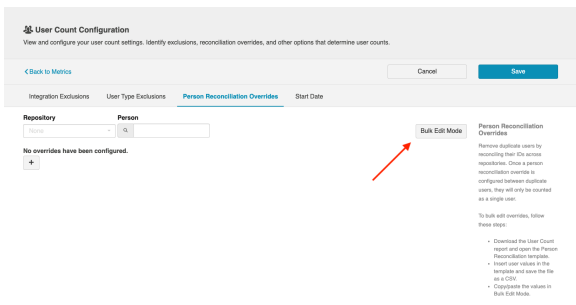 User Count Configuration
View and configure your user count settings. Identify exclusions, reconciliation overrides, and other options that determine user counts.
Back to Metrics
Cancel
Save
Integration Exclusions
User Type Exclusions
Person Reconciliation Overrides
Start Date
Repository
Person
None
Bulk Edit Mode
No overrides have been configured.
+
Person Reconciliation
Overrides
Remove duplicate users by
reconciling their IDs across
repositories. Once a person
reconciliation override is
configured between duplicate
users, they will only be counted
as a single user.
To bulk edit overrides, follow
these steps:
• Download the User Count
report and open the Person
Reconciliation template.
• Insert user values in the
template and save the file
as a CSV.
• Copy/paste the values in
Bulk Edit Mode.